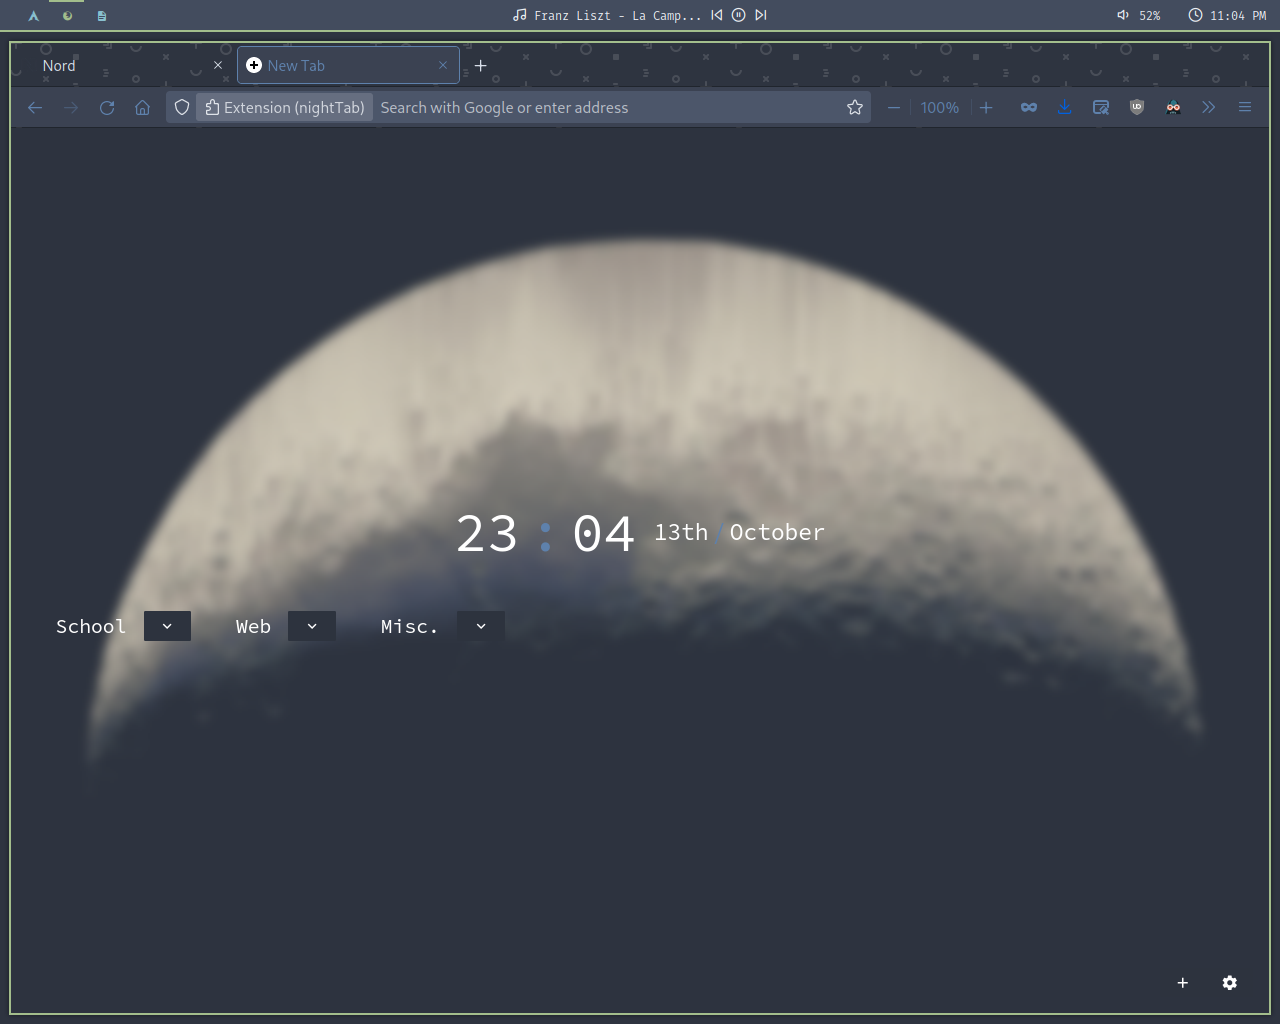 Franz Liszt - La Camp...
52%
11:04 PM
Nord
New Tab
Extension (nightTab) Search with Google or enter address
100%
23 : 04 13th / October
School Web Misc.